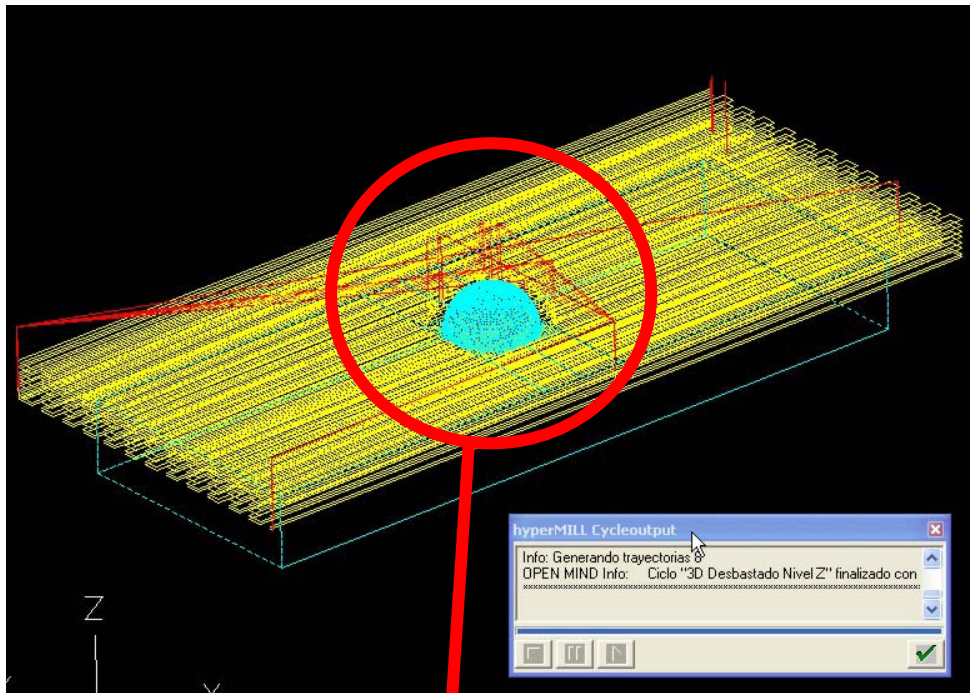 hyperMILL Cycleoutput
Info: Generando trayectorias 8
OPEN MIND Info: Ciclo "3D Desbastado Nivel Z" finalizado con
Z